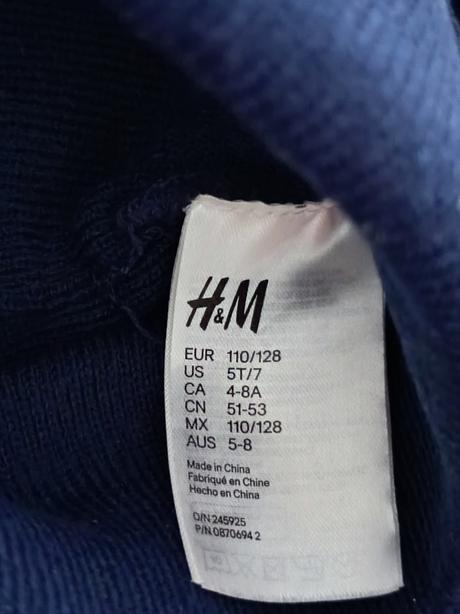 H&M
EUR 110/128
US 5T/7
CA 4-8A
CN 51-53
MX 110/128
AUS 5-8
Made in China
Fabriqué en Chine
Hecho en China
O/N 245925
P/N 0870694 2